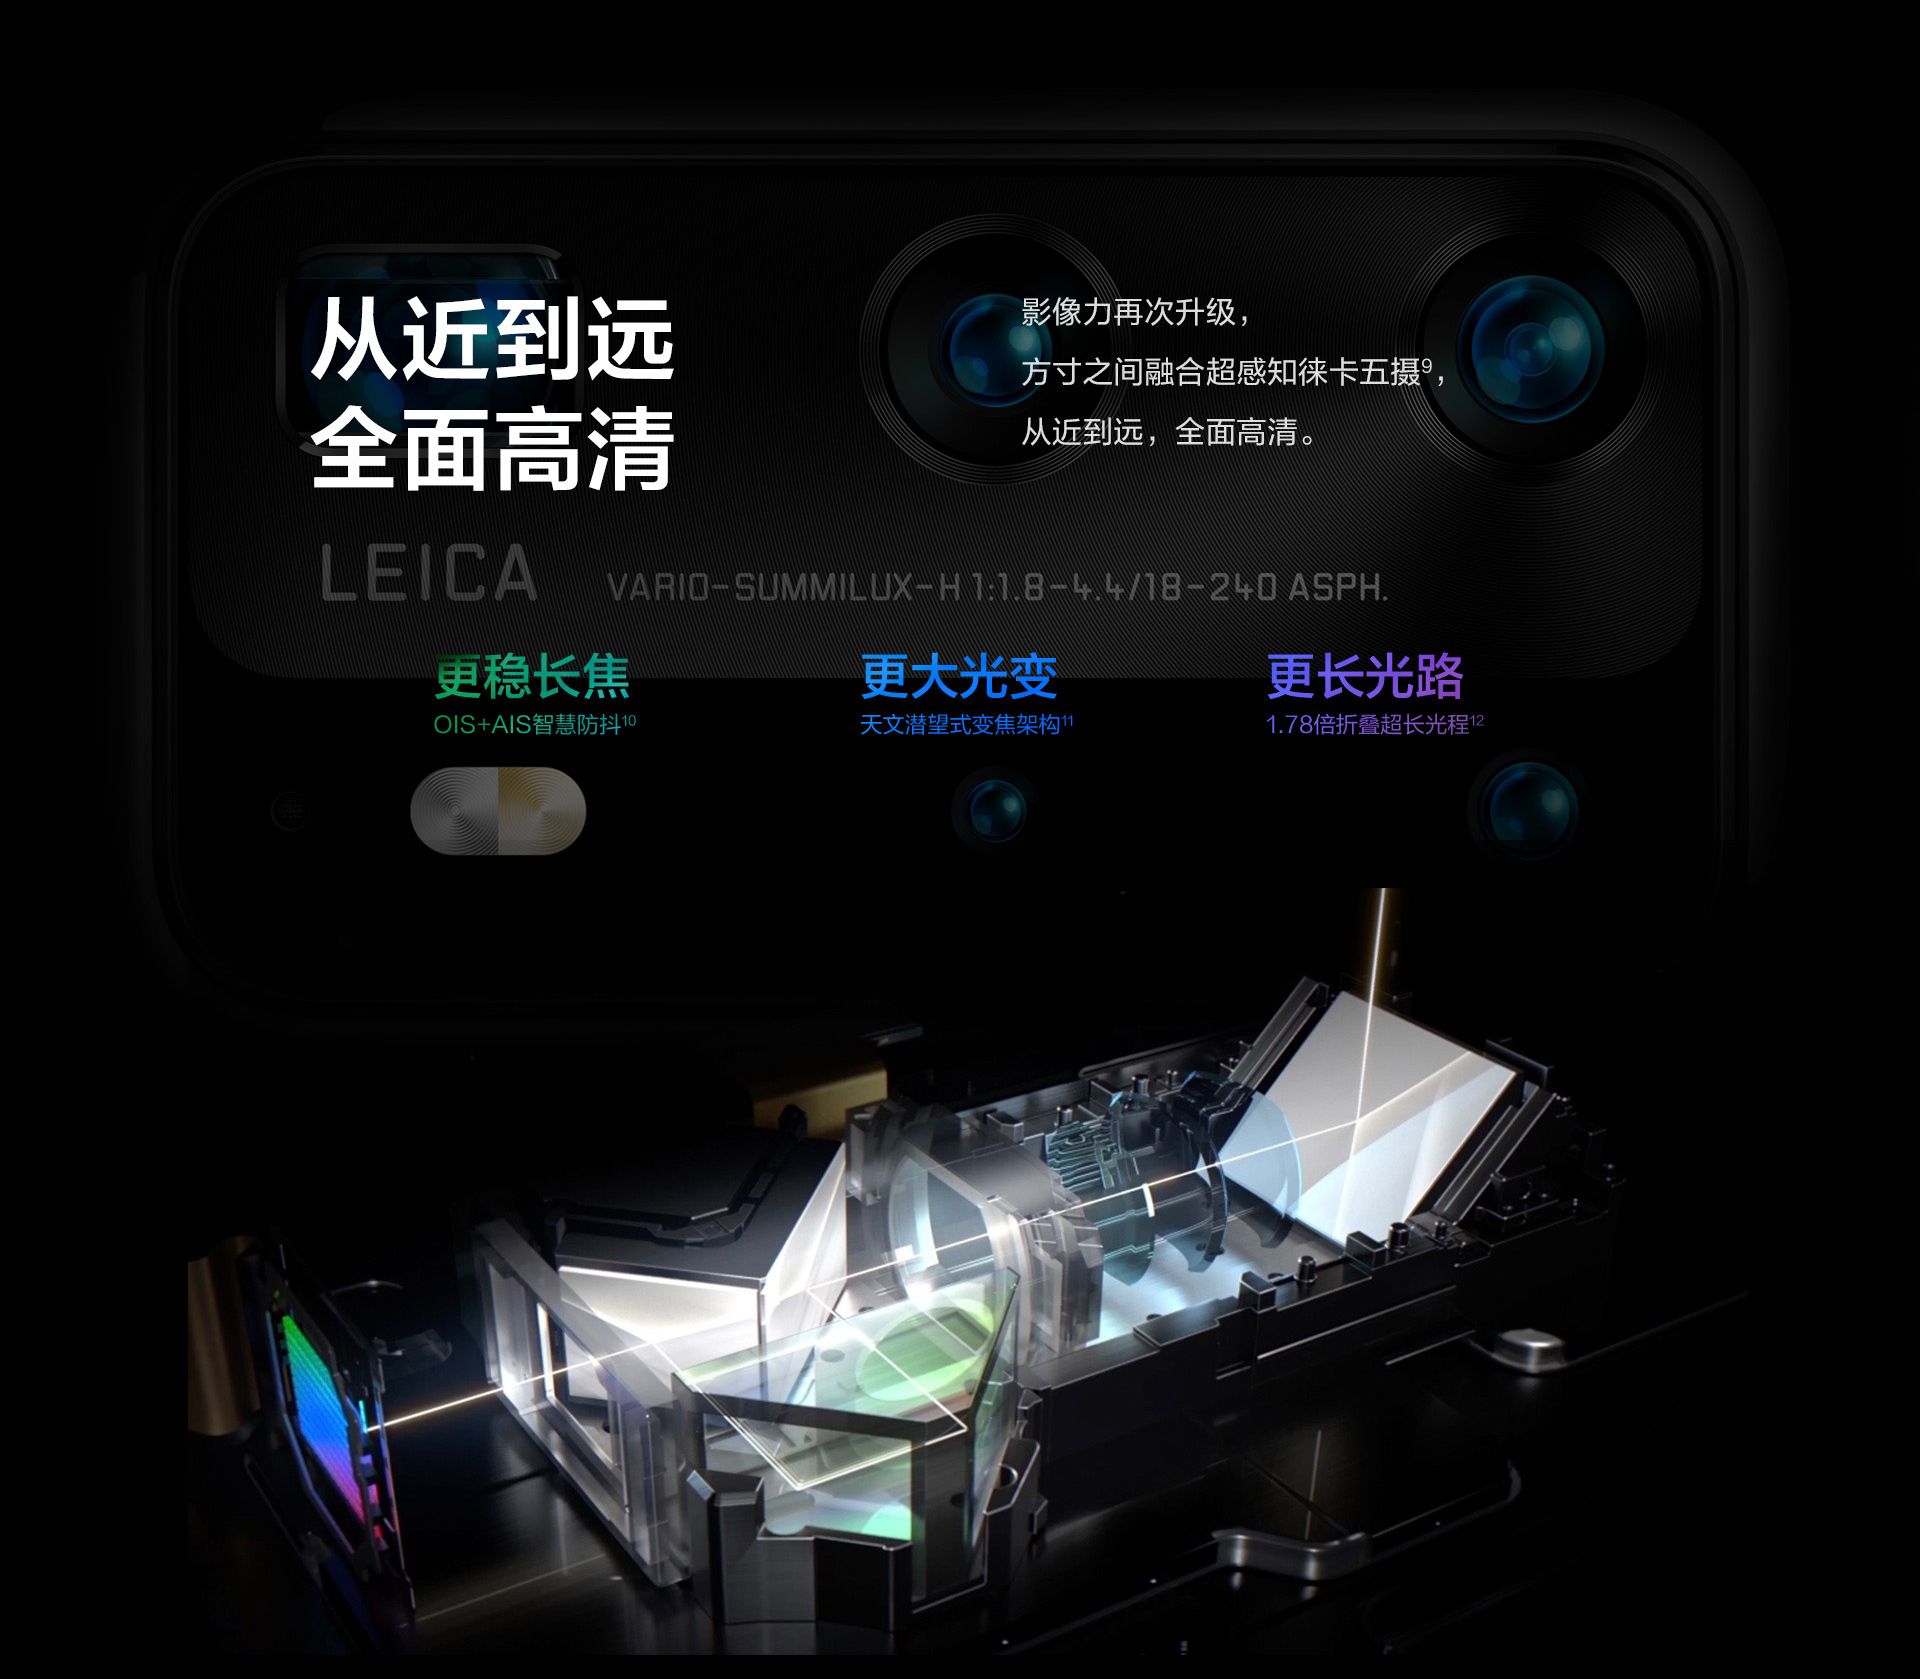 从近到远
全面高清
影像力再次升级，
方寸之间融合超感知徕卡五摄9，
从近到远，全面高清。
LEICA VARIO-SUMMILUX-H 1:1.8-4.4/18-240 ASPH.
更稳长焦
OIS+AIS智慧防抖10
更大光变
天文潜望式变焦架构11
更长光路
1.78倍折叠超长光程12